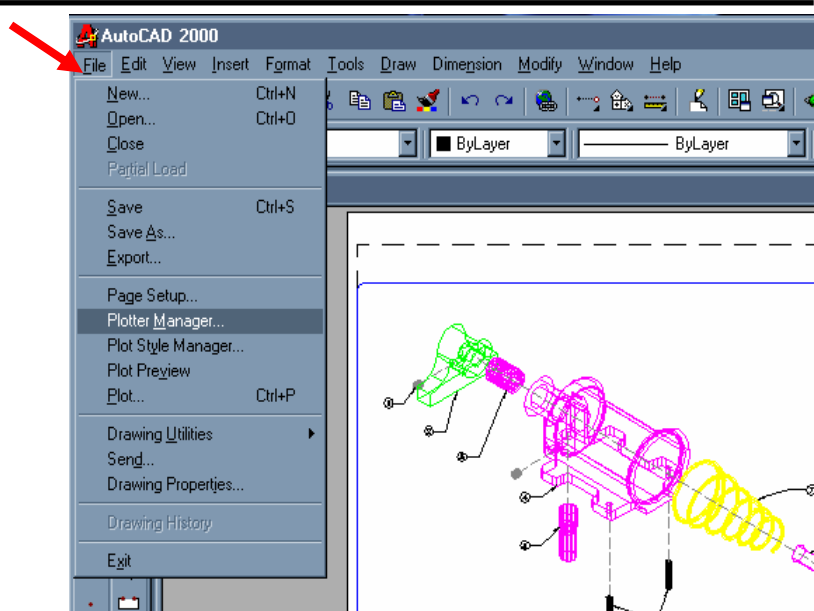 AutoCAD 2000
File Edit View Insert Format Tools Draw Dimension Modify Window Help
New... Ctrl+N
Open... Ctrl+O
Close
Partial Load
ByLayer ByLayer
Save Ctrl+S
Save As...
Export...
Page Setup...
Plotter Manager...
Plot Style Manager...
Plot Preview
Plot... Ctrl+P
Drawing Utilities
Send...
Drawing Properties...
Drawing History
Exit